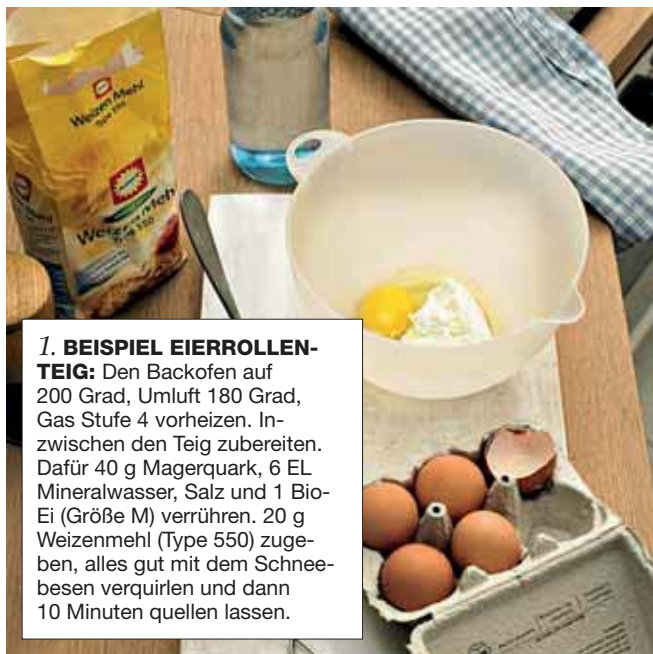 Weizen Mehl
Type 550
Weizen Mehl
Type 550
1. BEISPIEL EIERROLLEN-
TEIG: Den Backofen auf
200 Grad, Umluft 180 Grad,
Gas Stufe 4 vorheizen. In-
zwischen den Teig zubereiten.
Dafür 40 g Magerquark, 6 EL
Mineralwasser, Salz und 1 Bio-
Ei (Größe M) verrühren. 20 g
Weizenmehl (Type 550) zuge-
ben, alles gut mit dem Schnee-
besen verquirlen und dann
10 Minuten quellen lassen.